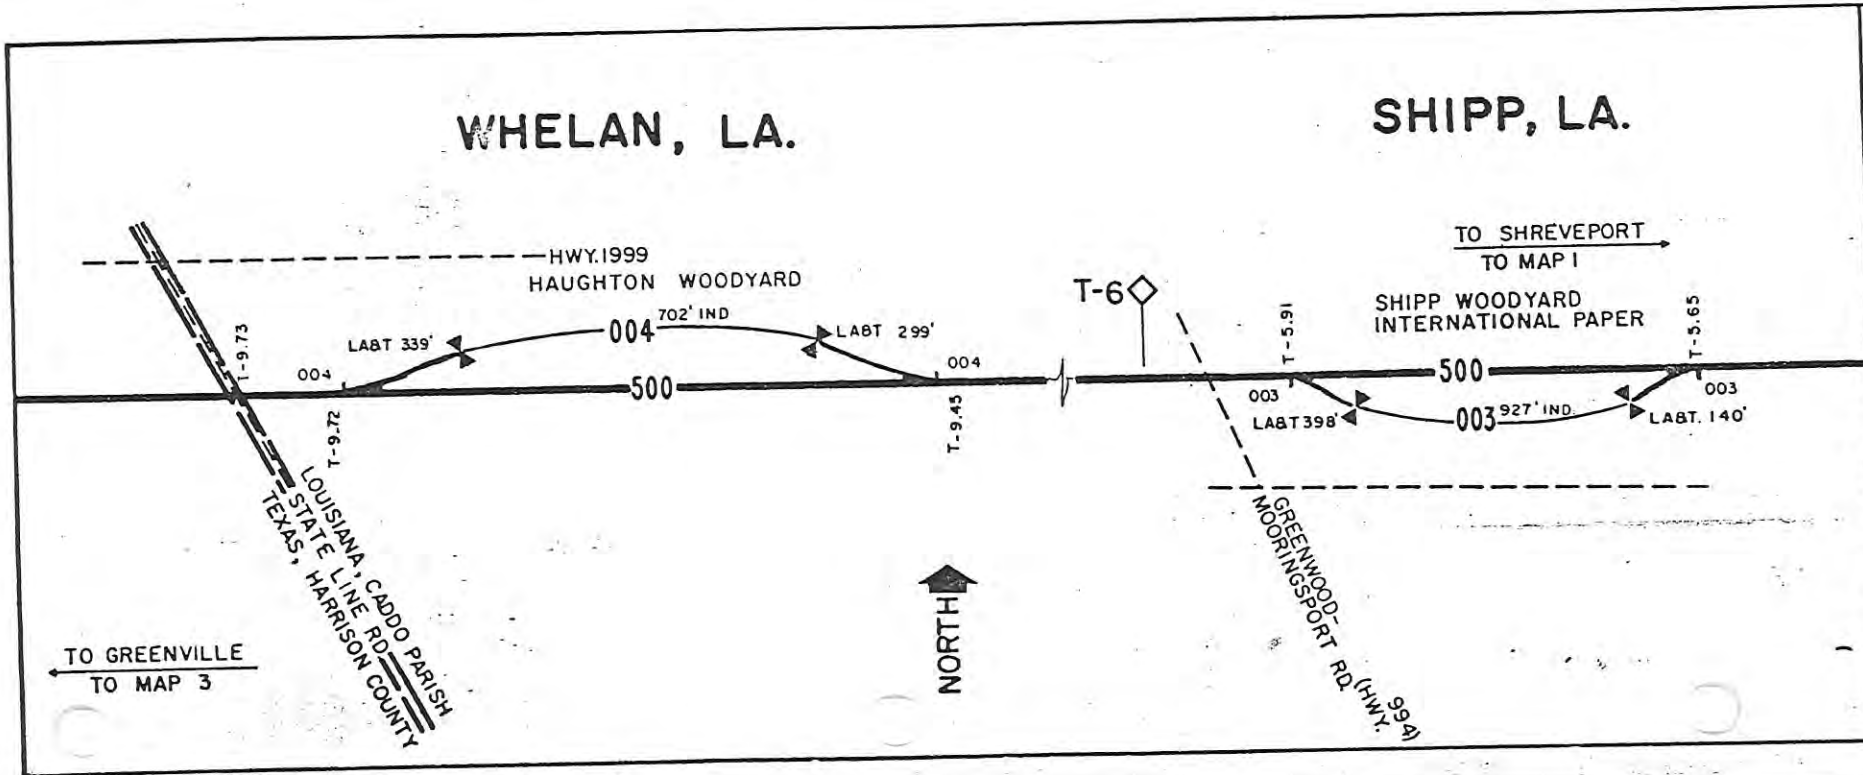 WHELAN, LA.
SHIPP, LA.
HWY.1999
HAUGHTON WOODYARD
TO SHREVEPORT
TO MAP 1
T-6
SHIPP WOODYARD
INTERNATIONAL PAPER
T-9.73
LA&T 339'
004
702' IND
LA&T 299'
T-5.91
T-5.65
004
500
004
500
003
003
T-9.72
T-9.45
LA&T 398'
003
927' IND.
LA&T. 140'
LOUISIANA, CADDO PARISH
STATE LINE RD.
TEXAS, HARRISON COUNTY
GREENWOOD-
MOORINGSPORT RD. (HWY. 994)
NORTH
TO GREENVILLE
TO MAP 3